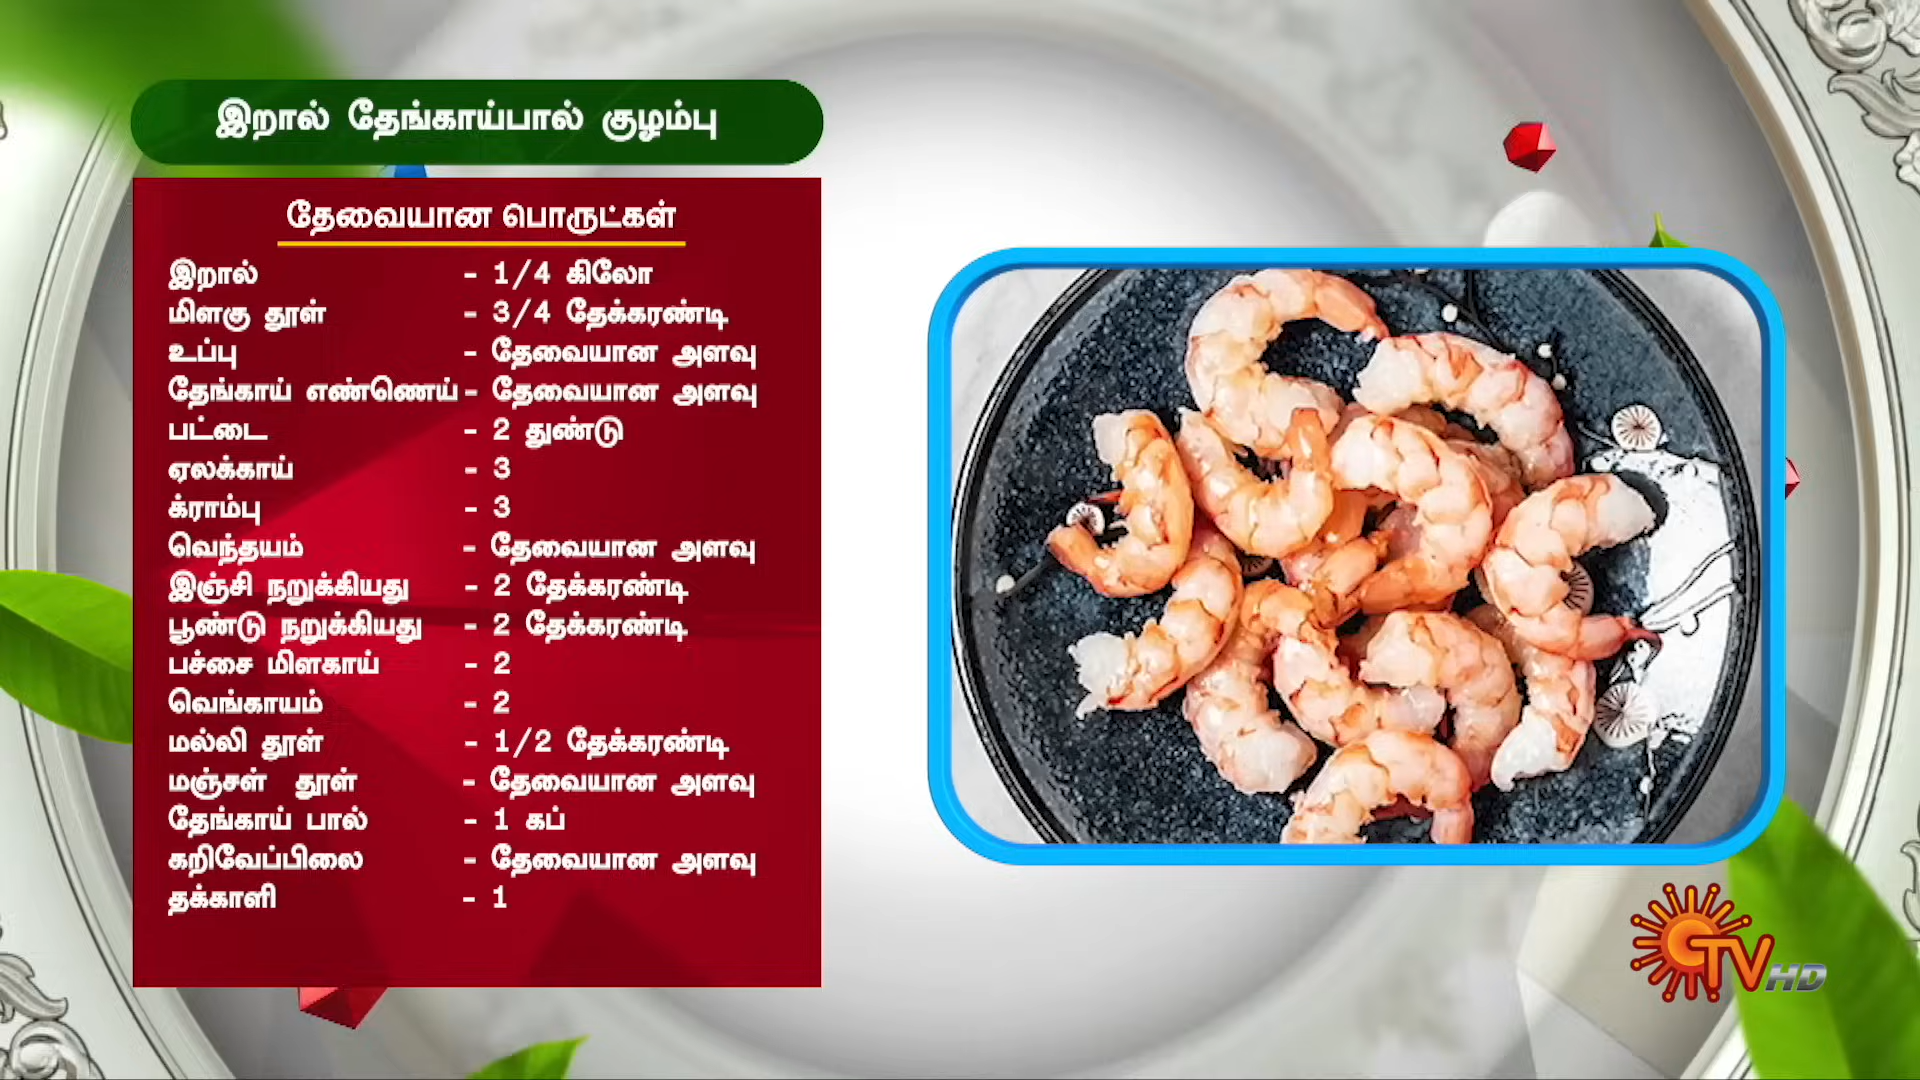 இறால் தேங்காய்பால் குழம்பு
தேவையான பொருட்கள்
இறால் - 1/4 கிலோ
மிளகு தூள் - 3/4 தேக்கரண்டி
உப்பு - தேவையான அளவு
தேங்காய் எண்ணெய் - தேவையான அளவு
பட்டை - 2 துண்டு
ஏலக்காய் - 3
க்ராம்பு - 3
வெந்தயம் - தேவையான அளவு
இஞ்சி நறுக்கியது - 2 தேக்கரண்டி
பூண்டு நறுக்கியது - 2 தேக்கரண்டி
பச்சை மிளகாய் - 2
வெங்காயம் - 2
மல்லி தூள் - 1/2 தேக்கரண்டி
மஞ்சள் தூள் - தேவையான அளவு
தேங்காய் பால் - 1 கப்
கறிவேப்பிலை - தேவையான அளவு
தக்காளி - 1
TV HD